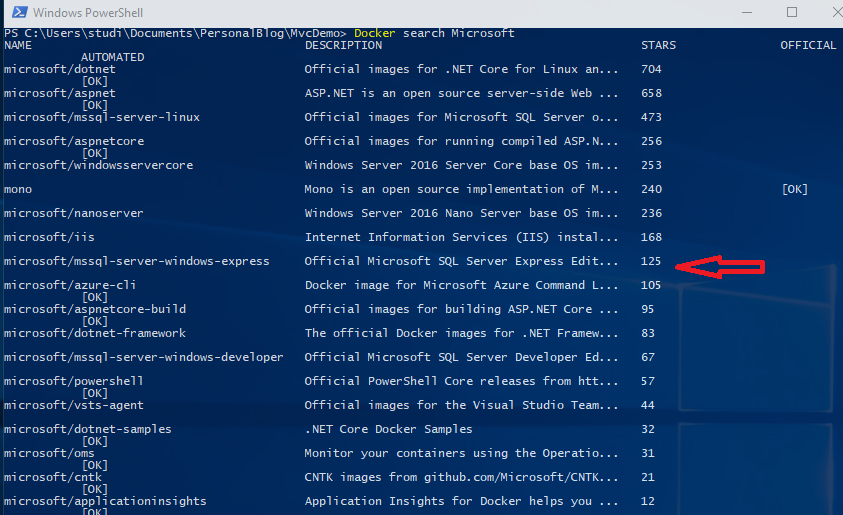 Windows PowerShell
PS C:\Users\studi\Documents\PersonalBlog\MvcDemo> Docker search Microsoft
NAME DESCRIPTION STARS OFFICIAL
AUTOMATED
microsoft/dotnet Official images for .NET Core for Linux an... 704
[OK]
microsoft/aspnet ASP.NET is an open source server-side Web ... 658
[OK]
microsoft/mssql-server-linux Official images for Microsoft SQL Server o... 473
microsoft/aspnetcore Official images for running compiled ASP.N... 256
[OK]
microsoft/windowsservercore Windows Server 2016 Server Core base OS im... 253
mono Mono is an open source implementation of M... 240 [OK]
microsoft/nanoserver Windows Server 2016 Nano Server base OS im... 236
microsoft/iis Internet Information Services (IIS) instal... 168
microsoft/mssql-server-windows-express Official Microsoft SQL Server Express Edit... 125
microsoft/azure-cli Docker image for Microsoft Azure Command L... 105
[OK]
microsoft/aspnetcore-build Official images for building ASP.NET Core ... 95
[OK]
microsoft/dotnet-framework The official Docker images for .NET Framew... 83
microsoft/mssql-server-windows-developer Official Microsoft SQL Server Developer Ed... 67
microsoft/powershell Official PowerShell Core releases from htt... 57
[OK]
microsoft/vsts-agent Official images for the Visual Studio Team... 44
microsoft/dotnet-samples .NET Core Docker Samples 32
[OK]
microsoft/oms Monitor your containers using the Operatio... 31
[OK]
microsoft/cntk CNTK images from github.com/Microsoft/CNTK... 21
[OK]
microsoft/applicationinsights Application Insights for Docker helps you ... 12
[OK]